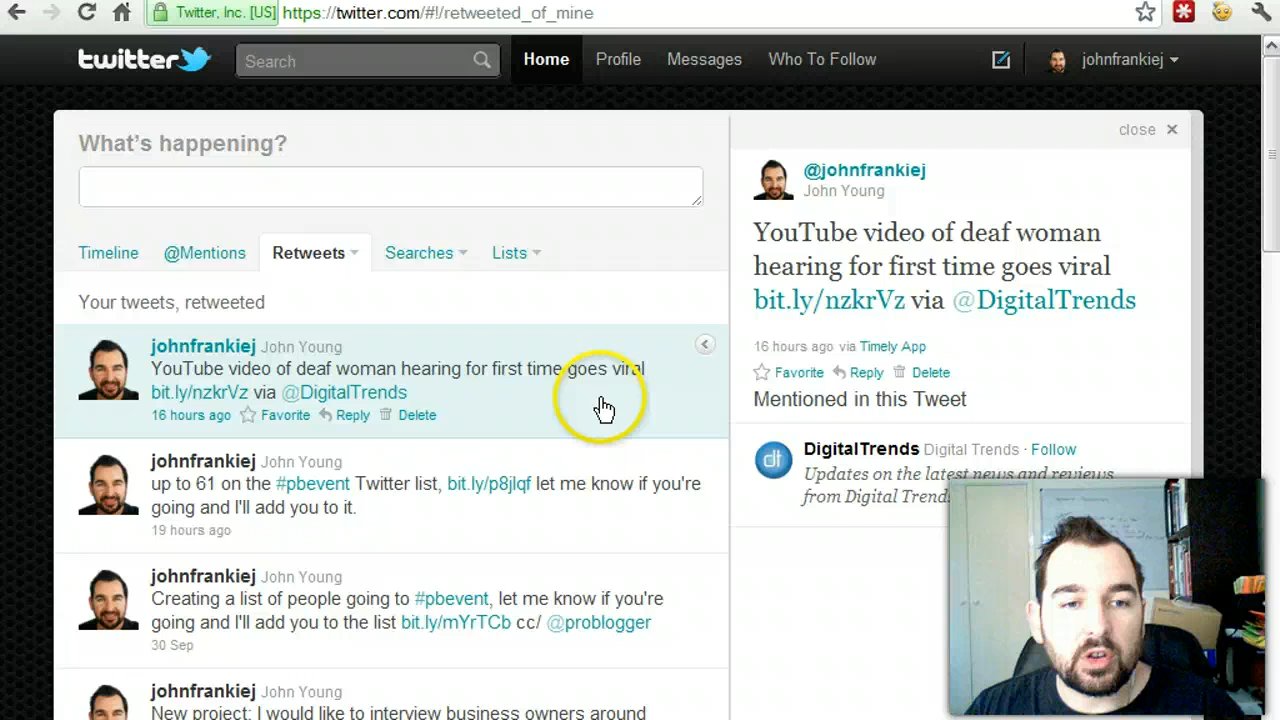 Twitter, Inc. [US] https://twitter.com/#!/retweeted_of_mine
twitter Search Home Profile Messages Who To Follow johnfrankiej
What's happening?
Timeline @Mentions Retweets Searches Lists
Your tweets, retweeted
johnfrankiej John Young
YouTube video of deaf woman hearing for first time goes viral
bit.ly/nzkrVz via @DigitalTrends
16 hours ago Favorite Reply Delete
johnfrankiej John Young
up to 61 on the #pbevent Twitter list, bit.ly/p8jlqf let me know if you're
going and I'll add you to it.
19 hours ago
johnfrankiej John Young
Creating a list of people going to #pbevent, let me know if you're
going and I'll add you to the list bit.ly/mYrTCb cc/ @problogger
30 Sep
johnfrankiej John Young
New project: I would like to interview business owners around
close
@johnfrankiej
John Young
YouTube video of deaf woman
hearing for first time goes viral
bit.ly/nzkrVz via @DigitalTrends
16 hours ago via Timely App
Favorite Reply Delete
Mentioned in this Tweet
dt
DigitalTrends Digital Trends · Follow
Updates on the latest news and reviews
from Digital